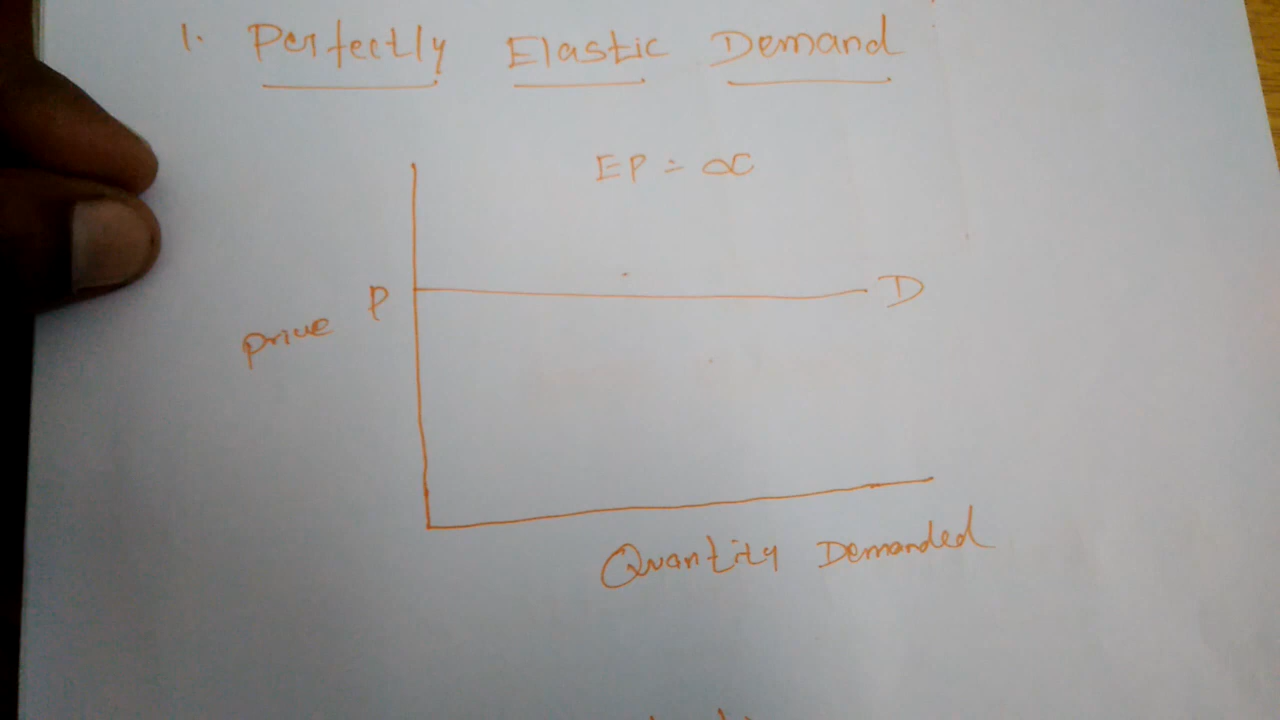 1. Perfectly Elastic Demand
EP = ∞
P
D
price
Quantity Demanded